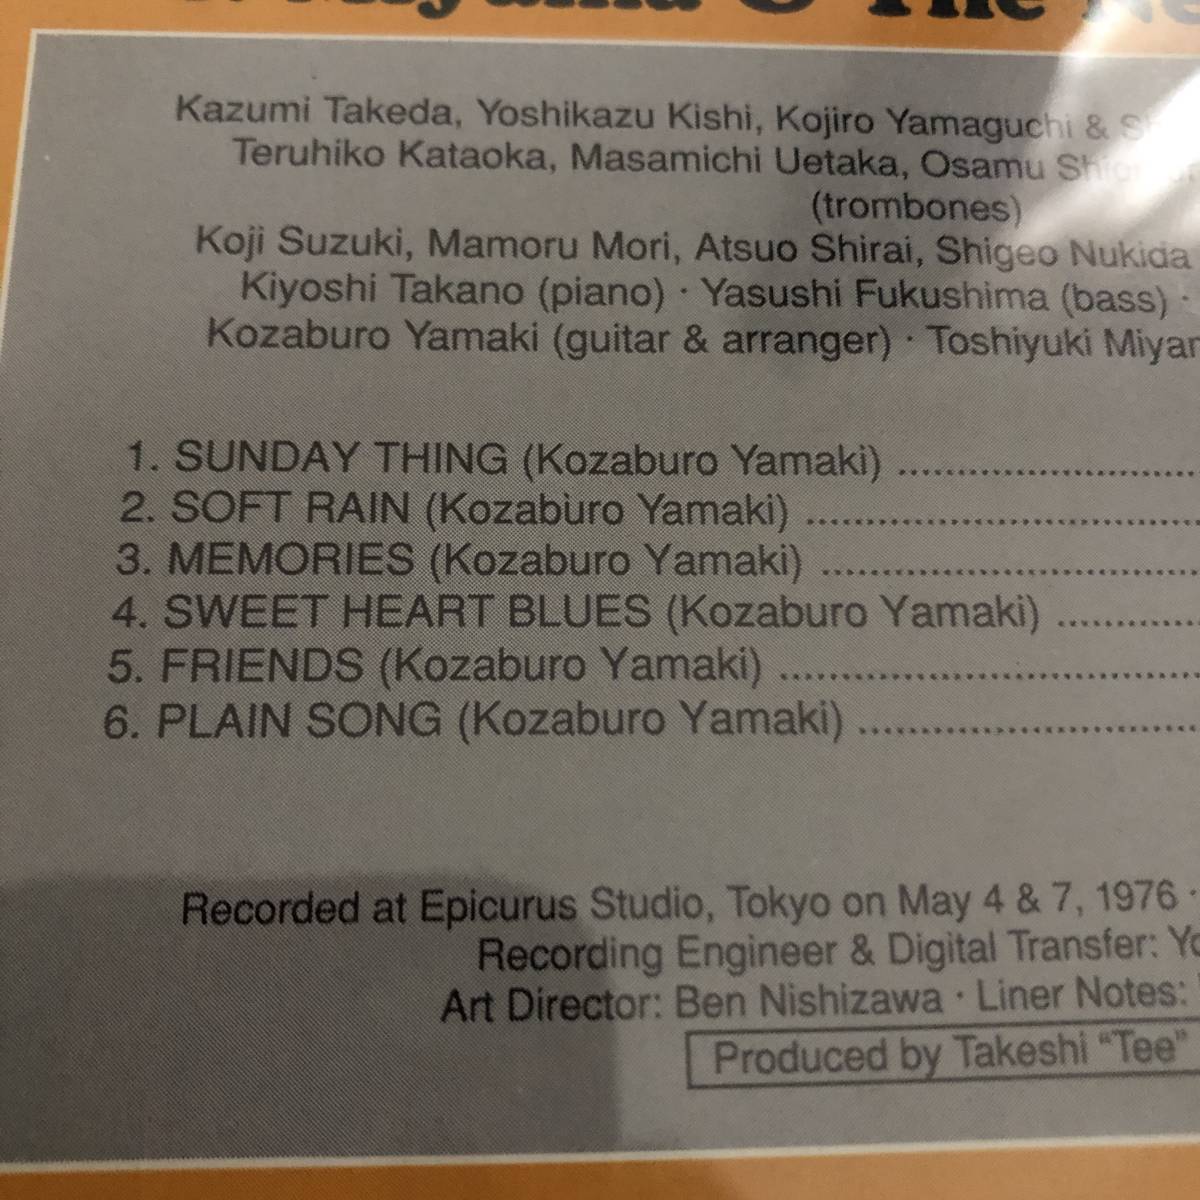 Miyama & The
Kazumi Takeda, Yoshikazu Kishi, Kojiro Yamaguchi &
Teruhiko Kataoka, Masamichi Uetaka, Osamu
(trombones)
Koji Suzuki, Mamoru Mori, Atsuo Shirai, Shigeo Nukida
Kiyoshi Takano (piano) · Yasushi Fukushima (bass) ·
Kozaburo Yamaki (guitar & arranger) · Toshiyuki
1. SUNDAY THING (Kozaburo Yamaki) ........................
2. SOFT RAIN (Kozaburo Yamaki) ................................
3. MEMORIES (Kozaburo Yamaki) ...............................
4. SWEET HEART BLUES (Kozaburo Yamaki) ............
5. FRIENDS (Kozaburo Yamaki) ..................................
6. PLAIN SONG (Kozaburo Yamaki) ............................
Recorded at Epicurus Studio, Tokyo on May 4 & 7, 1976 ·
Recording Engineer & Digital Transfer:
Art Director: Ben Nishizawa · Liner Notes:
Produced by Takeshi "Tee"